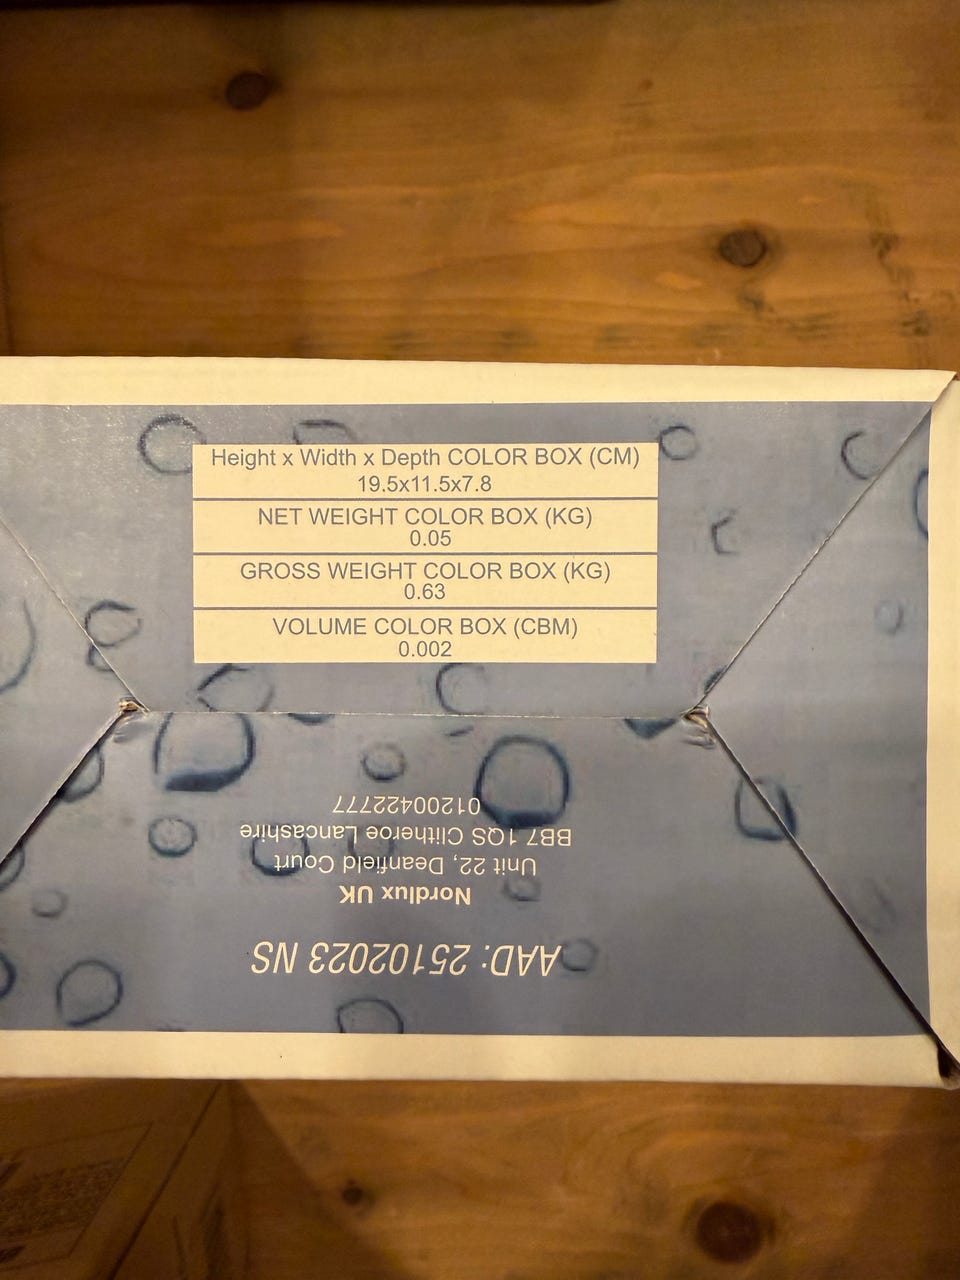 Height x Width x Depth COLOR BOX (CM)
19.5x11.5x7.8
NET WEIGHT COLOR BOX (KG)
0.05
GROSS WEIGHT COLOR BOX (KG)
0.63
VOLUME COLOR BOX (CBM)
0.002
AAD: 25102023 NS
Nordlux UK
Unit 22, Deanfield Court
BB7 1QS Clitheroe Lancashire
01200422777